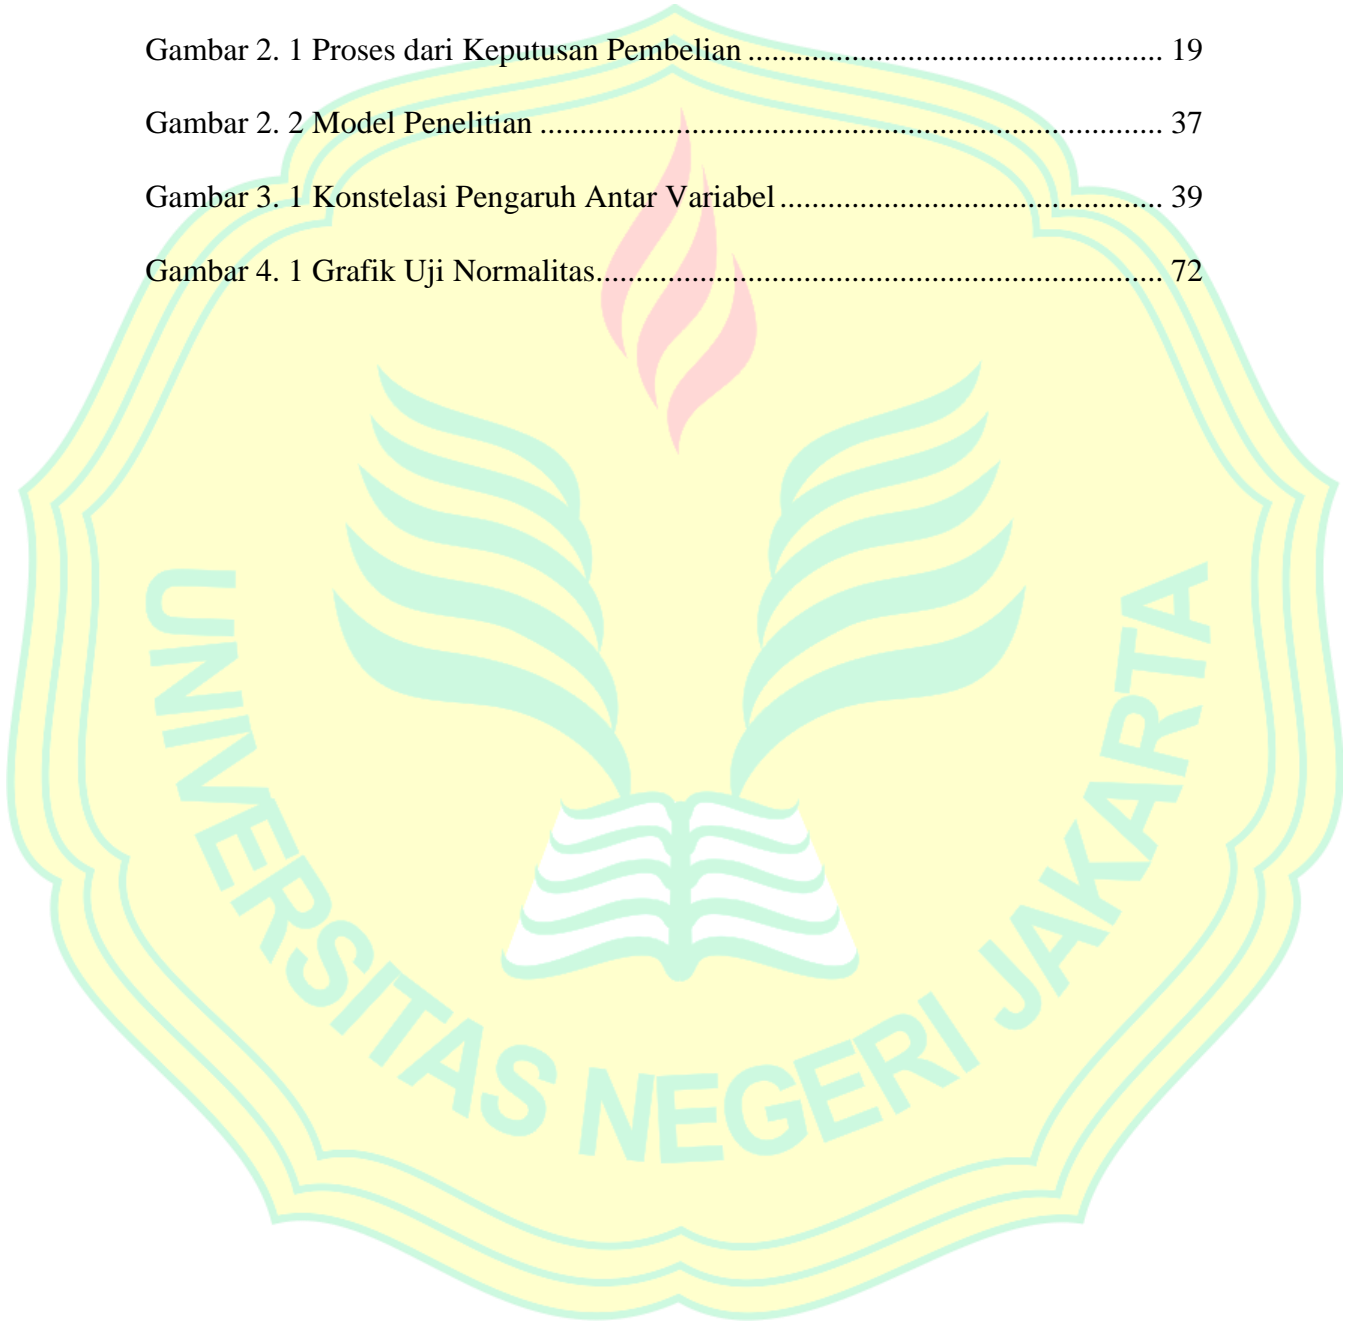 Gambar 2. 1 Proses dari Keputusan Pembelian .................................................... 19
Gambar 2. 2 Model Penelitian .............................................................................. 37
Gambar 3. 1 Konstelasi Pengaruh Antar Variabel ................................................ 39
Gambar 4. 1 Grafik Uji Normalitas....................................................................... 72
UNIVERSITAS NEGERI JAKARTA